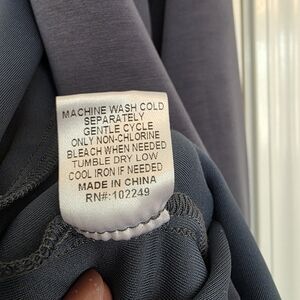 MACHINE WASH COLD
SEPARATELY
GENTLE CYCLE
ONLY NON-CHLORINE
BLEACH WHEN NEEDED
TUMBLE DRY LOW
COOL IRON IF NEEDED
MADE IN CHINA
RN#:102249